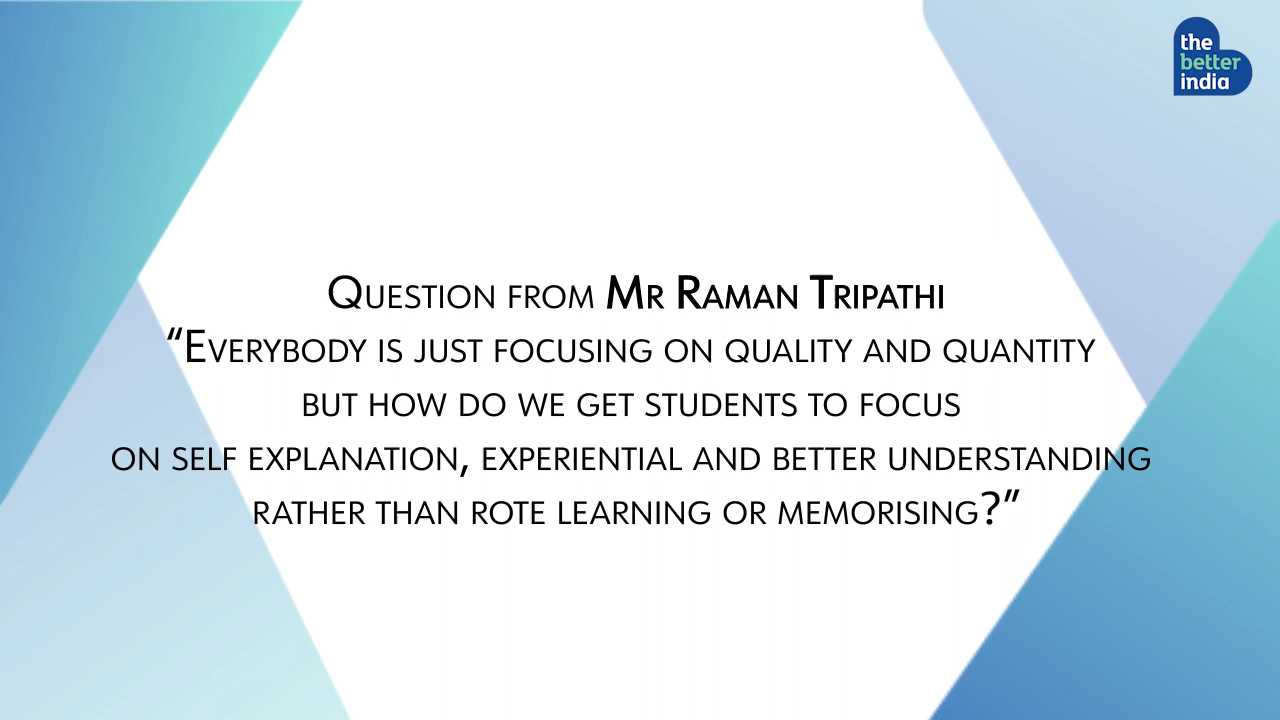 the
better
india
Question from Mr Raman Tripathi
“Everybody is just focusing on quality and quantity
but how do we get students to focus
on self explanation, experiential and better understanding
rather than rote learning or memorising?”